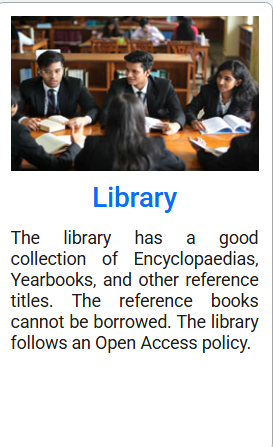 Library
The library has a good
collection of Encyclopaedias,
Yearbooks, and other reference
titles. The reference books
cannot be borrowed. The library
follows an Open Access policy.